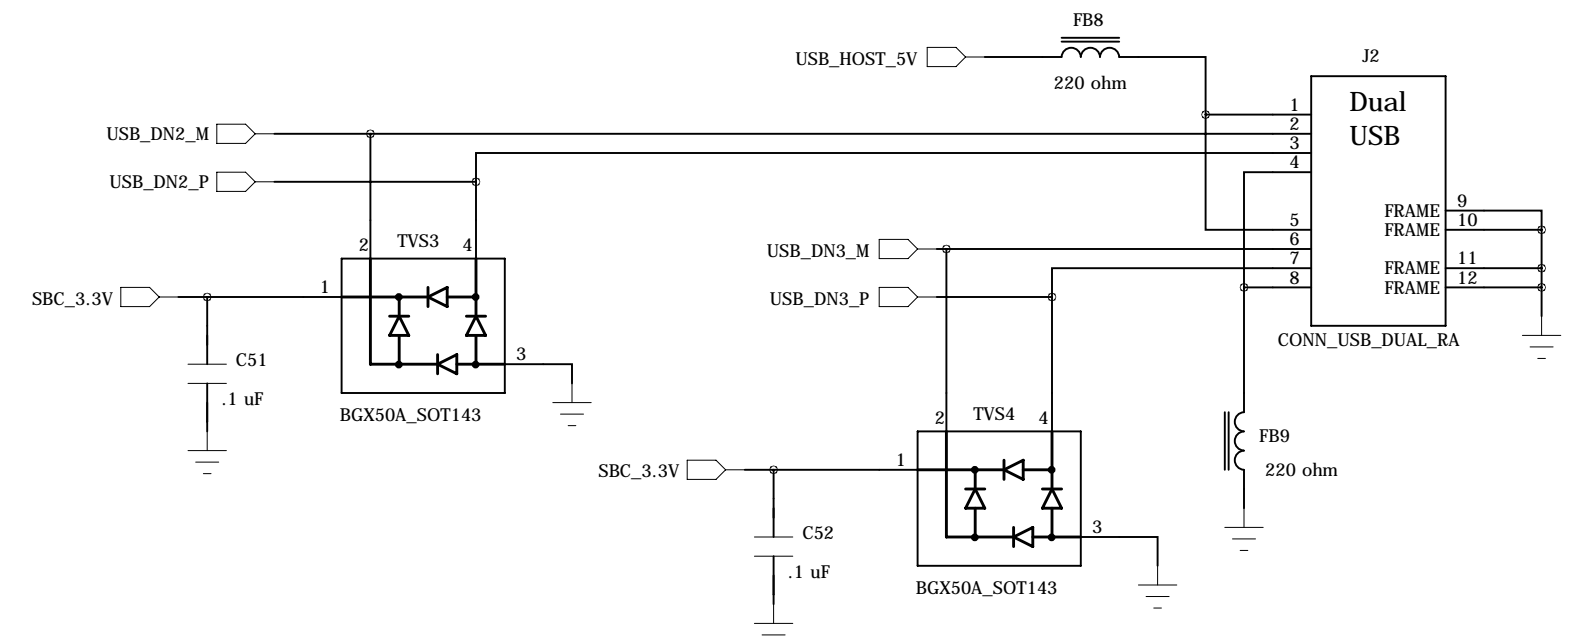 FB8
USB_HOST_5V
220 ohm
J2
Dual
USB
1
2
3
4
5
6
7
8
FRAME 9
FRAME 10
FRAME 11
FRAME 12
CONN_USB_DUAL_RA
USB_DN2_M
USB_DN2_P
2 TVS3 4
SBC_3.3V 1
3
C51
.1 uF
BGX50A_SOT143
USB_DN3_M
USB_DN3_P
2 TVS4 4
SBC_3.3V 1
3
C52
.1 uF
BGX50A_SOT143
FB9
220 ohm